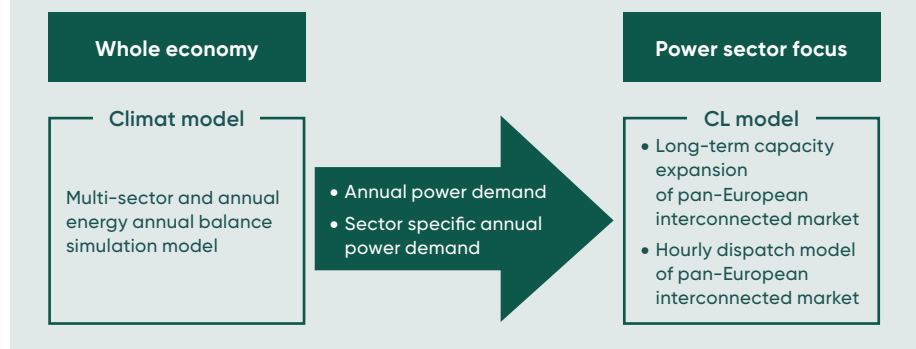 Whole economy
Power sector focus
Climat model
Multi-sector and annual
energy annual balance
simulation model
• Annual power demand
• Sector specific annual
power demand
CL model
• Long-term capacity
expansion
of pan-European
interconnected market
• Hourly dispatch model
of pan-European
interconnected market